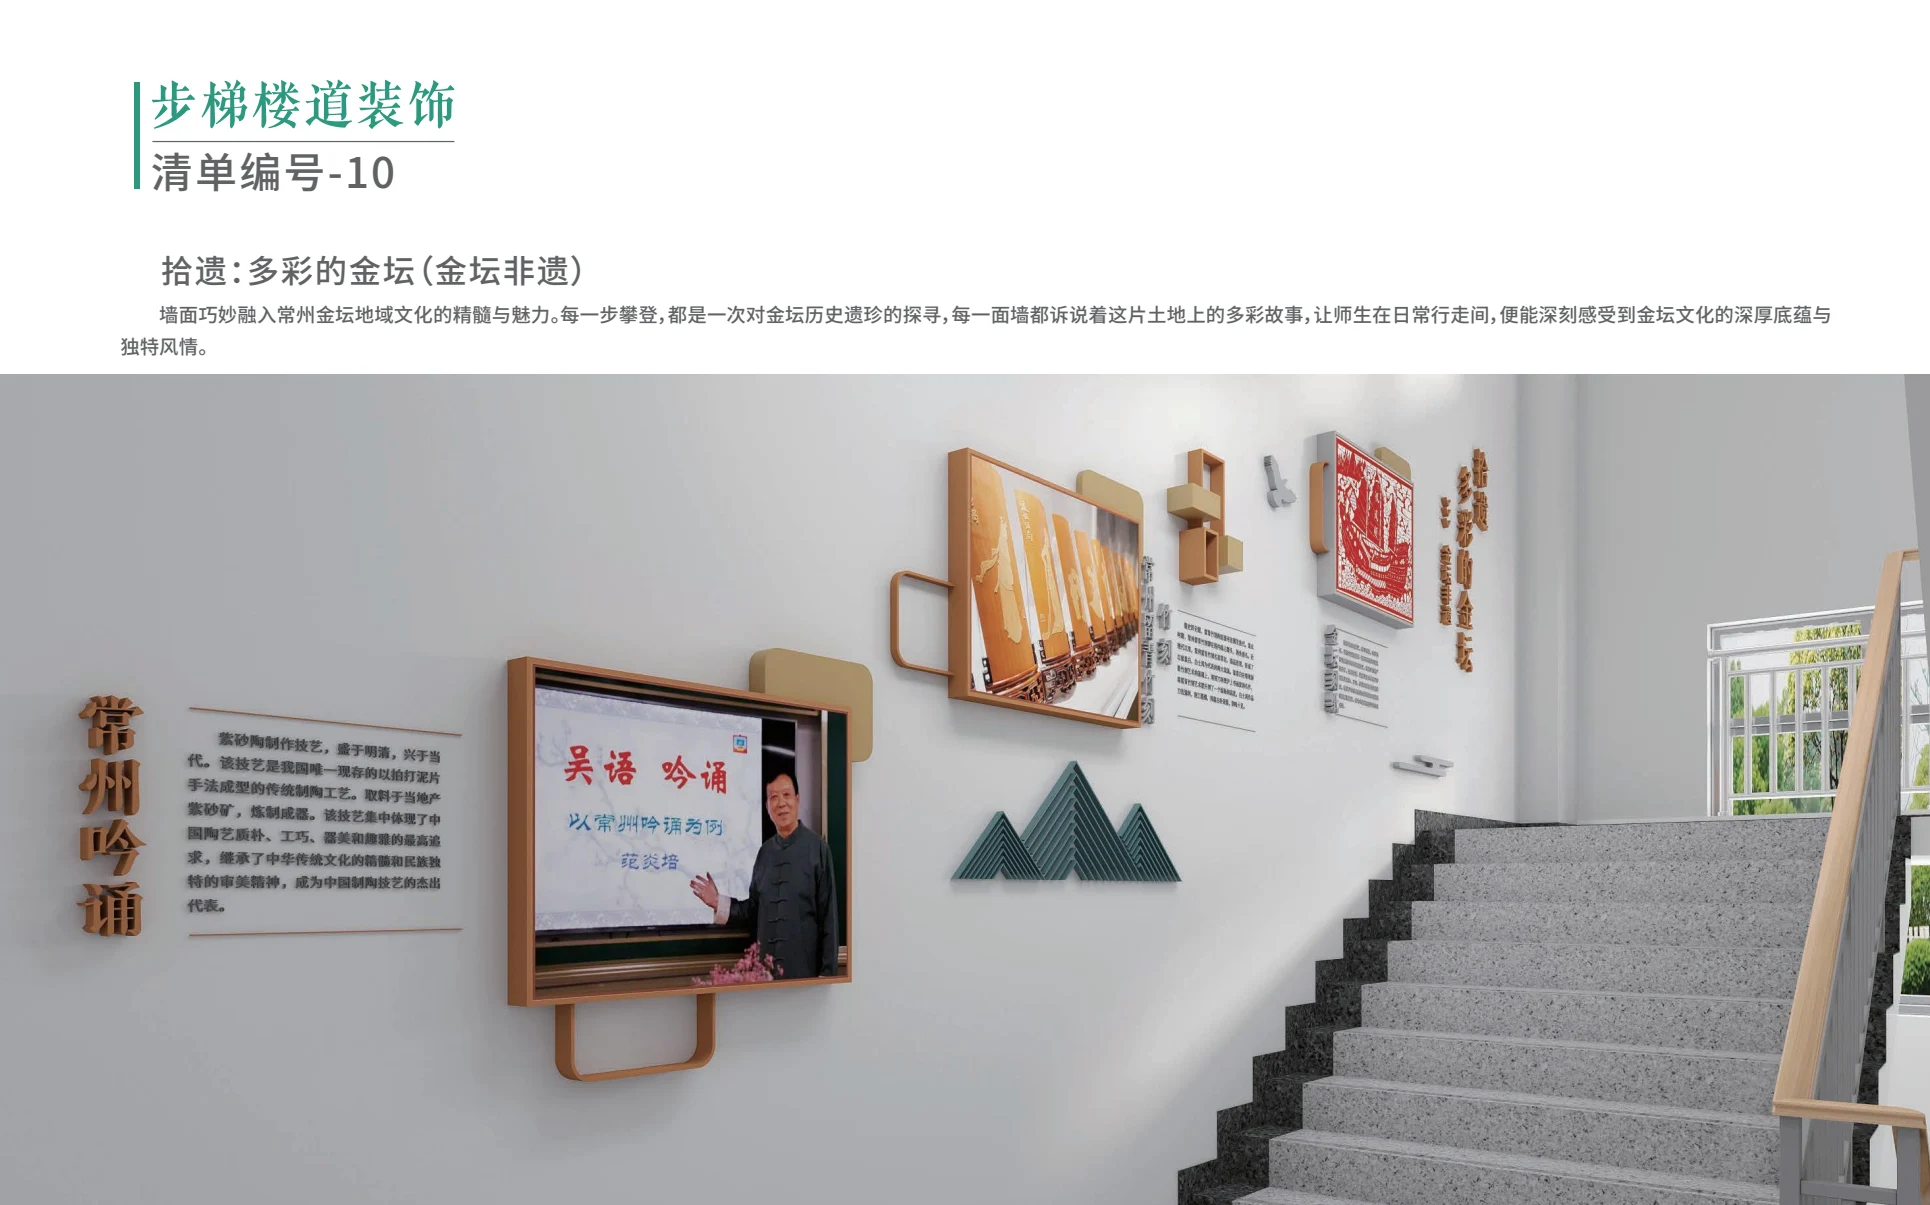 步梯楼道装饰
清单编号-10
拾遗：多彩的金坛（金坛非遗）
墙面巧妙融入常州金坛地域文化的精髓与魅力。每一步攀登，都是一次对金坛历史遗珍的探寻，每一面墙都诉说着这片土地上的多彩故事，让师生在日常行走间，便能深刻感受到金坛文化的深厚底蕴与
独特风情。
常州吟诵
紫砂陶制作技艺，盛于明清，兴于当
代。该技艺是我国唯一现存的以拍打泥片
手法成型的传统制陶工艺。取料于当地产
紫砂矿，炼制成器。该技艺集中体现了中
国陶艺质朴、工巧、器美和趣雅的最高追
求，继承了中华传统文化的精髓和民族独
特的审美精神，成为中国制陶技艺的杰出
代表。
吴语 吟诵
以常州吟诵为例
范炎培
常州留青竹刻
竹刻
拾遗
多彩的金坛
金坛非遗